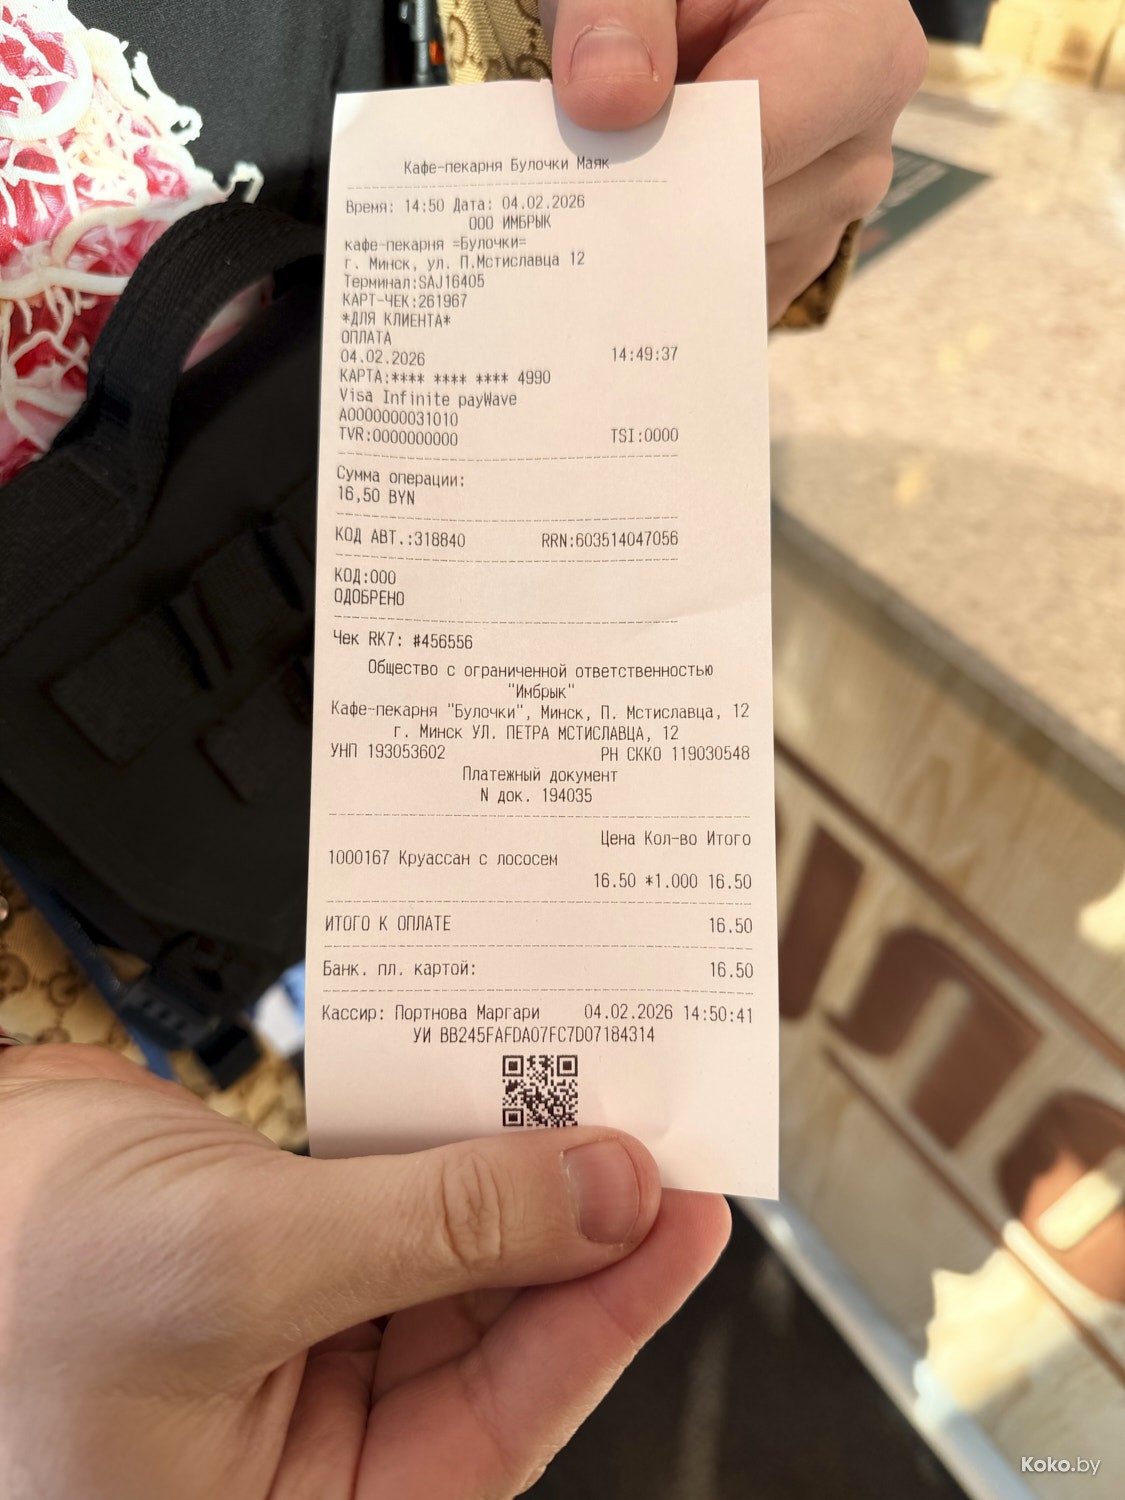 Кафе-пекарня Булочки Маяк
Время: 14:50 Дата: 04.02.2026
ООО ИМБРЫК
кафе-пекарня =Булочки=
г. Минск, ул. П.Мстиславца 12
Терминал:SAJ16405
КАРТ-ЧЕК:261967
*ДЛЯ КЛИЕНТА*
ОПЛАТА
04.02.2026 14:49:37
КАРТА:**** **** **** 4990
Visa Infinite payWave
A0000000031010
TVR:0000000000 TSI:0000
Сумма операции:
16,50 BYN
КОД АВТ.:318840 RRN:603514047056
КОД:000
ОДОБРЕНО
Чек RK7: #456556
Общество с ограниченной ответственностью
"Имбрык"
Кафе-пекарня "Булочки", Минск, П. Мстиславца, 12
г. Минск УЛ. ПЕТРА МСТИСЛАВЦА, 12
УНП 193053602 РН СККО 119030548
Платежный документ
N док. 194035
Цена Кол-во Итого
1000167 Круассан с лососем
16.50 *1.000 16.50
ИТОГО К ОПЛАТЕ 16.50
Банк. пл. картой: 16.50
Кассир: Портнова Маргари 04.02.2026 14:50:41
УИ BB245FAFDA07FC7D07184314
Koko.by